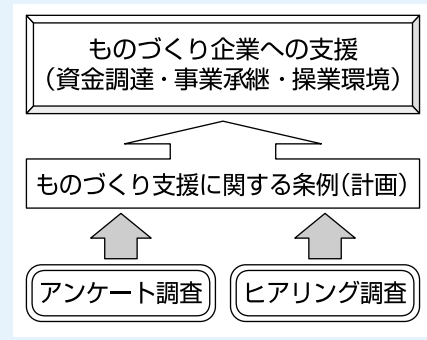 ものづくり企業への支援
(資金調達・事業承継・操業環境)
ものづくり支援に関する条例(計画)
アンケート調査
ヒアリング調査